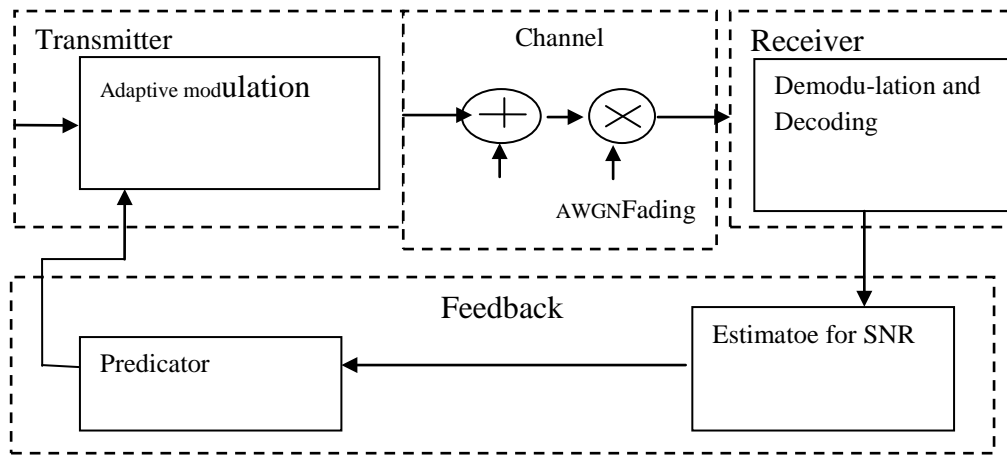 Transmitter
Adaptive modulation
Channel
AWGNFading
Receiver
Demodu-lation and
Decoding
Feedback
Estimatoe for SNR
Predicator